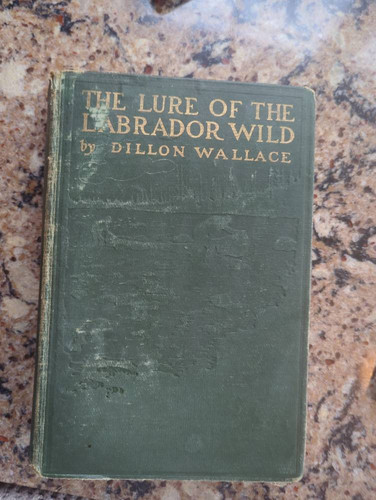 THE LURE OF THE
LABRADOR WILD
by DILLON WALLACE